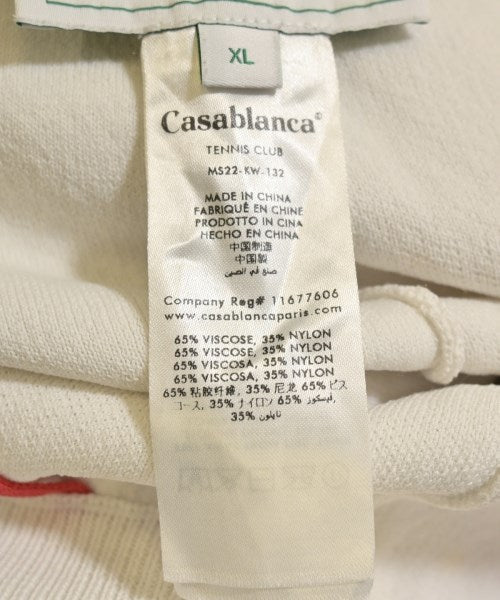 XL
Casablanca©
TENNIS CLUB
MS22-KW-132
MADE IN CHINA
FABRIQUÉ EN CHINE
PRODOTTO IN CINA
HECHO EN CHINA
中国制造
中国製
صنع في الصين
Company Reg# 11677606
www.casablancaparis.com
65% VISCOSE, 35% NYLON
65% VISCOSE, 35% NYLON
65% VISCOSA, 35% NYLON
65% VISCOSA, 35% NYLON
65% 粘胶纤维, 35% 尼龙 65% ビス
コース, 35% ナイロン 65% فيسكوز,
35% نايلون